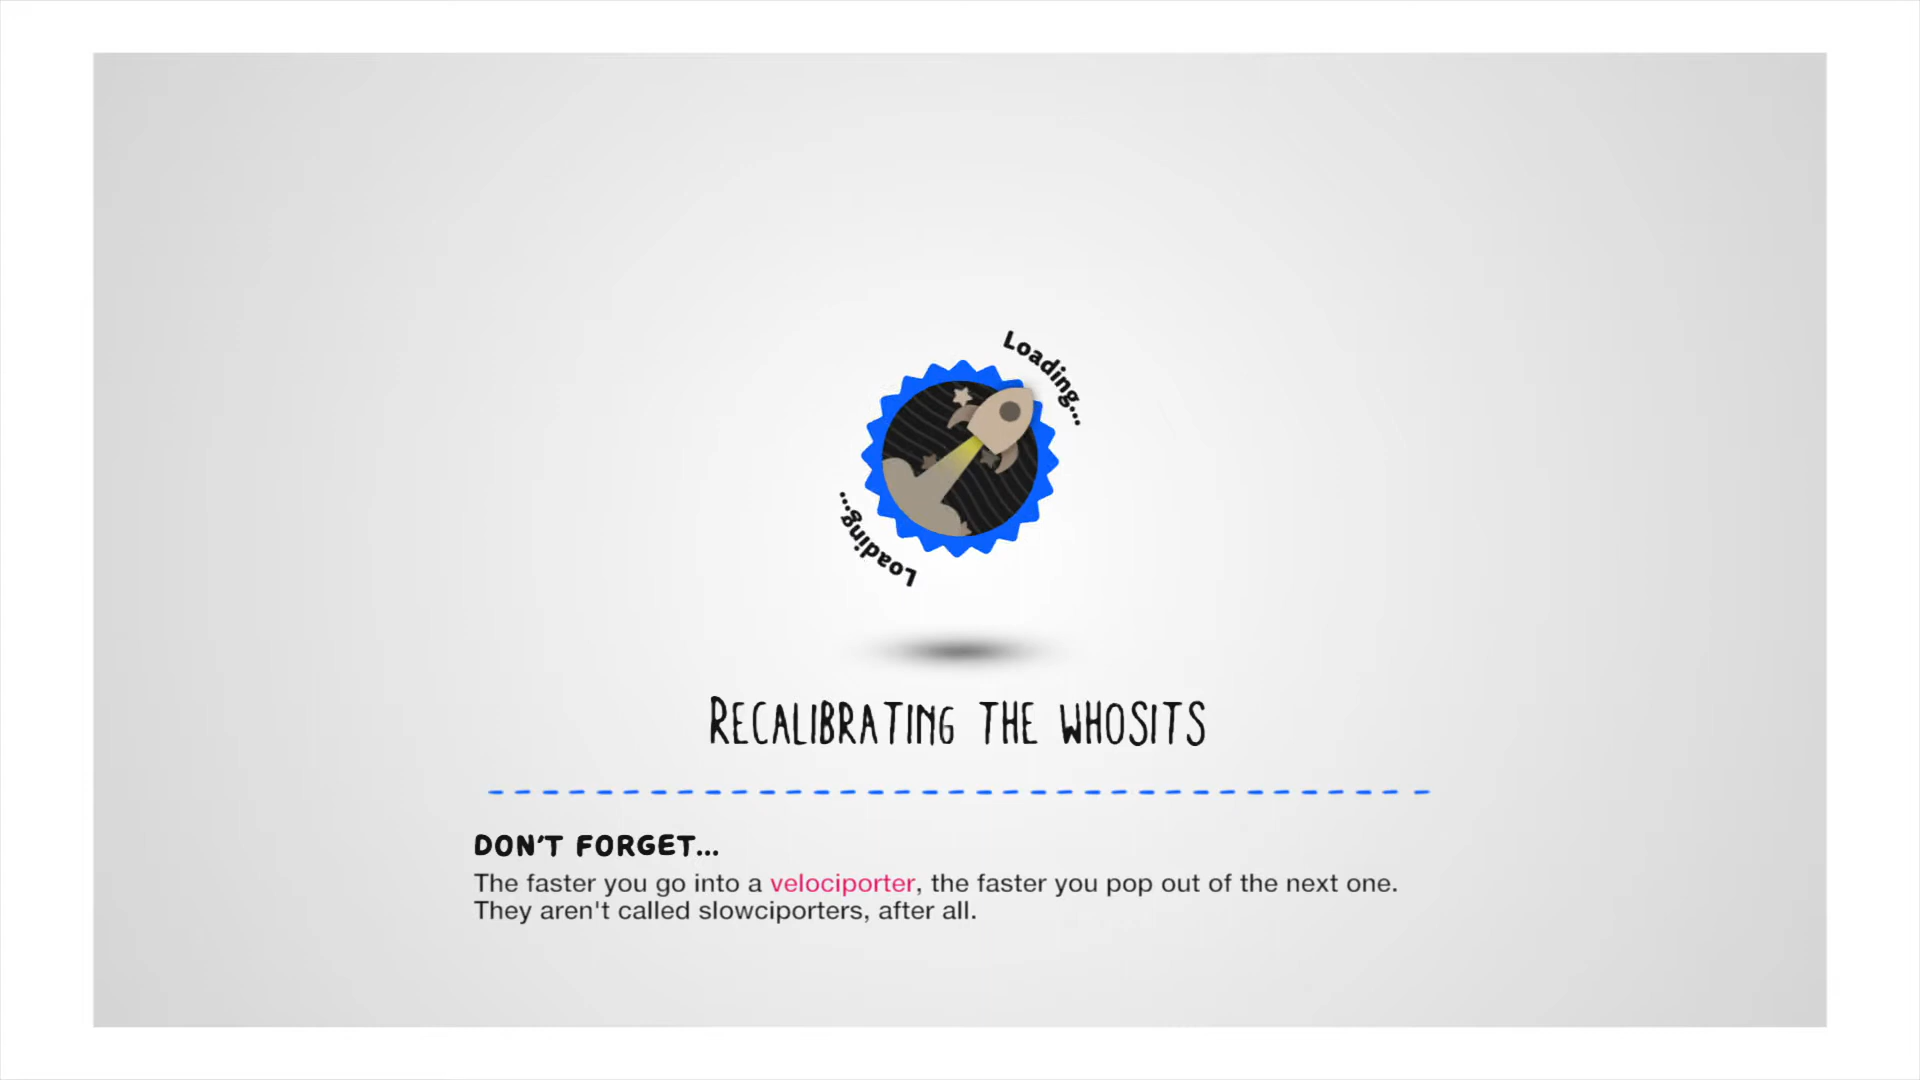 Loading...
Loading...
Recalibrating the whosits
DON'T FORGET...
The faster you go into a velociporter, the faster you pop out of the next one.
They aren't called slowciporters, after all.